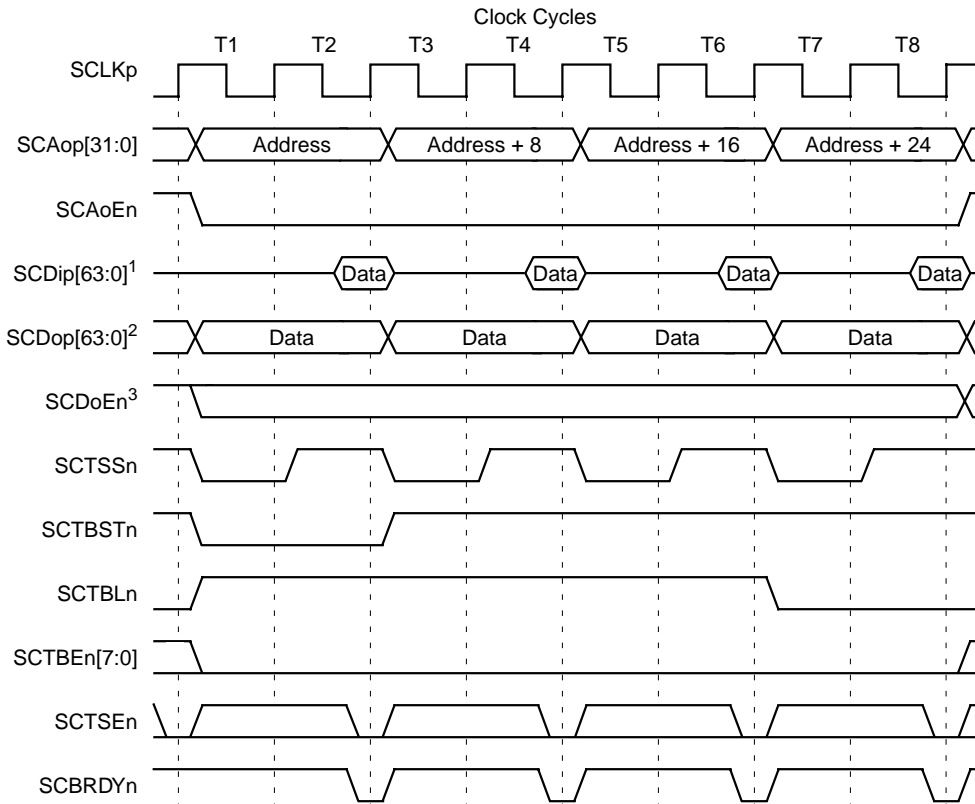 Clock Cycles
T1 T2 T3 T4 T5 T6 T7 T8
SCLKp
SCAop[31:0] Address Address + 8 Address + 16 Address + 24
SCAoEn
SCDip[63:0]1 Data Data Data Data
SCDop[63:0]2 Data Data Data Data
SCDoEn3
SCTSSn
SCTBSTn
SCTBLn
SCTBEn[7:0]
SCTSEn
SCBRDYn